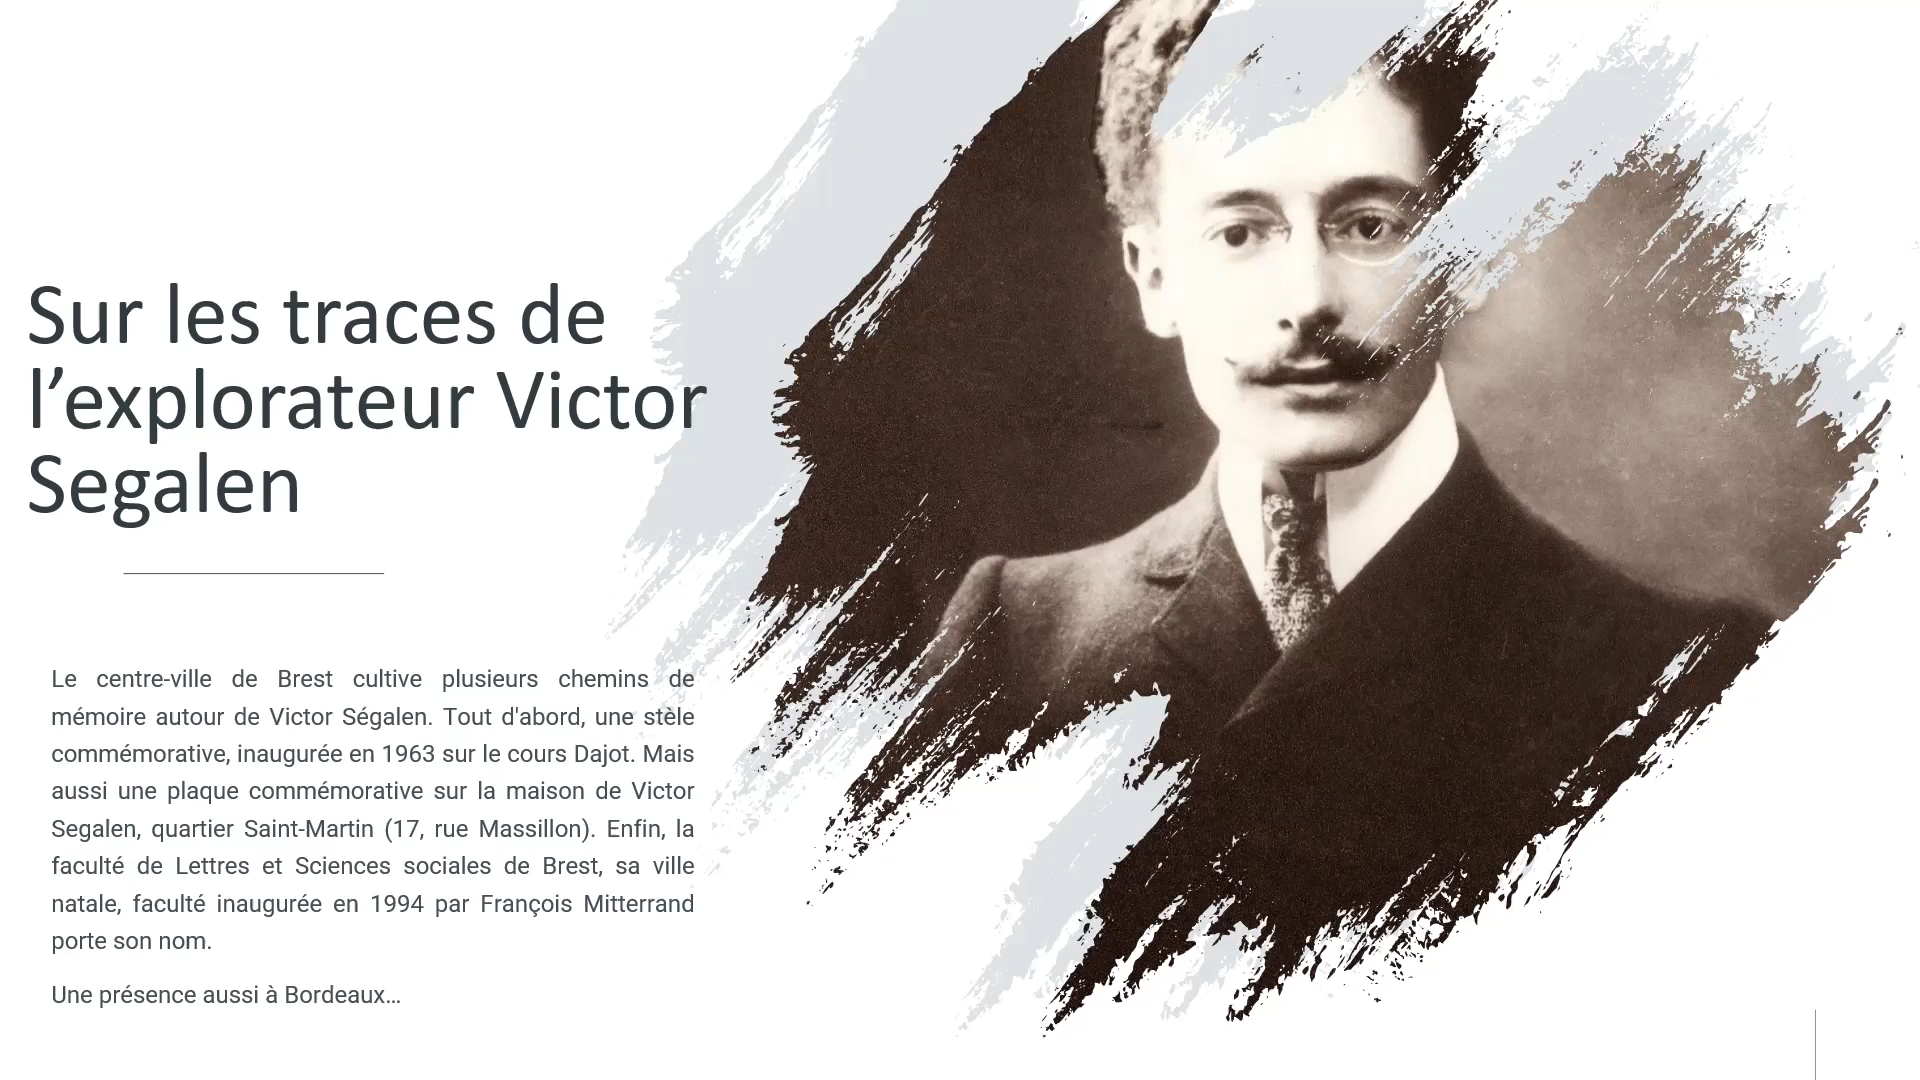 Sur les traces de
l’explorateur Victor
Segalen
Le centre-ville de Brest cultive plusieurs chemins de
mémoire autour de Victor Ségalen. Tout d'abord, une stèle
commémorative, inaugurée en 1963 sur le cours Dajot. Mais
aussi une plaque commémorative sur la maison de Victor
Segalen, quartier Saint-Martin (17, rue Massillon). Enfin, la
faculté de Lettres et Sciences sociales de Brest, sa ville
natale, faculté inaugurée en 1994 par François Mitterrand
porte son nom.
Une présence aussi à Bordeaux…